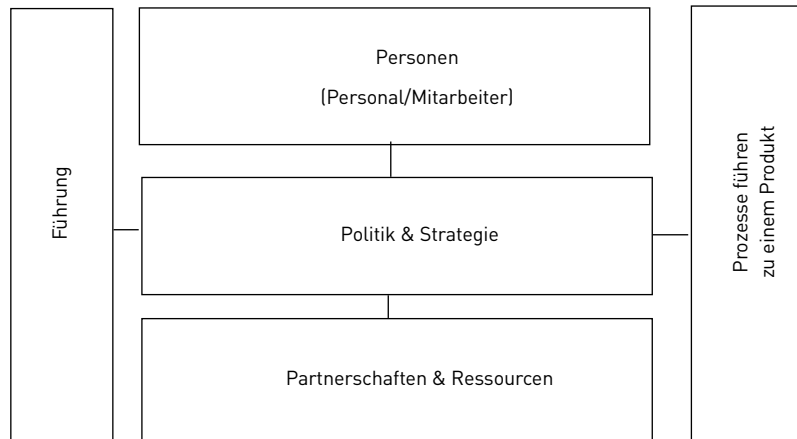 Führung
Personen
(Personal/Mitarbeiter)
Politik & Strategie
Partnerschaften & Ressourcen
Prozesse führen
zu einem Produkt